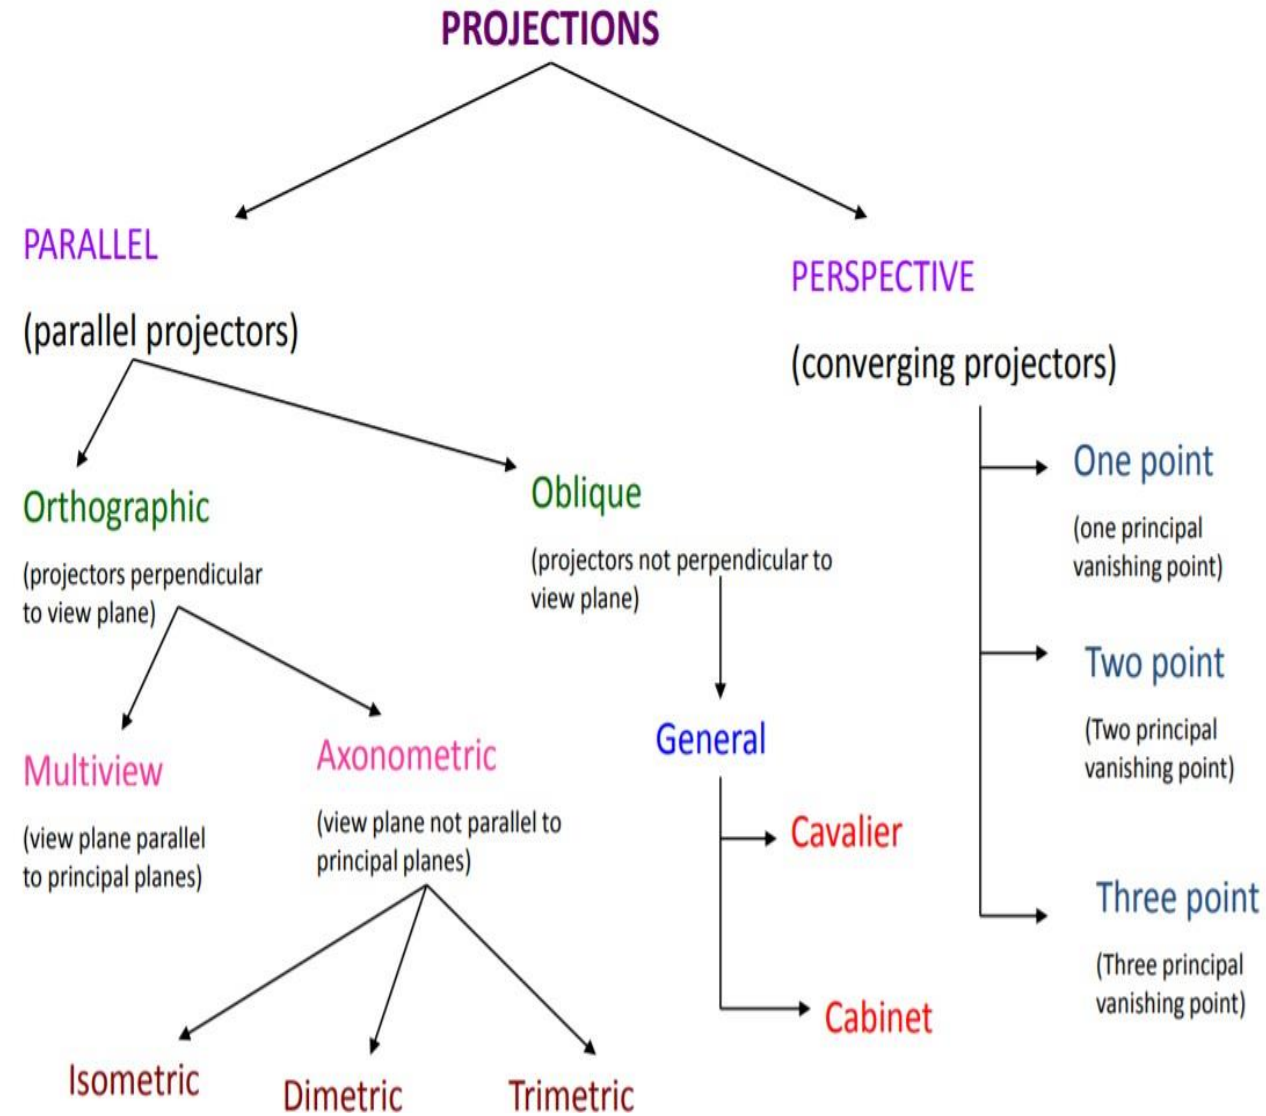 PROJECTIONS
PARALLEL
(parallel projectors)
PERSPECTIVE
(converging projectors)
Orthographic
(projectors perpendicular
to view plane)
Oblique
(projectors not perpendicular to
view plane)
One point
(one principal
vanishing point)
Two point
(Two principal
vanishing point)
Three point
(Three principal
vanishing point)
Multiview
(view plane parallel
to principal planes)
Axonometric
(view plane not parallel to
principal planes)
General
Cavalier
Cabinet
Isometric
Dimetric
Trimetric